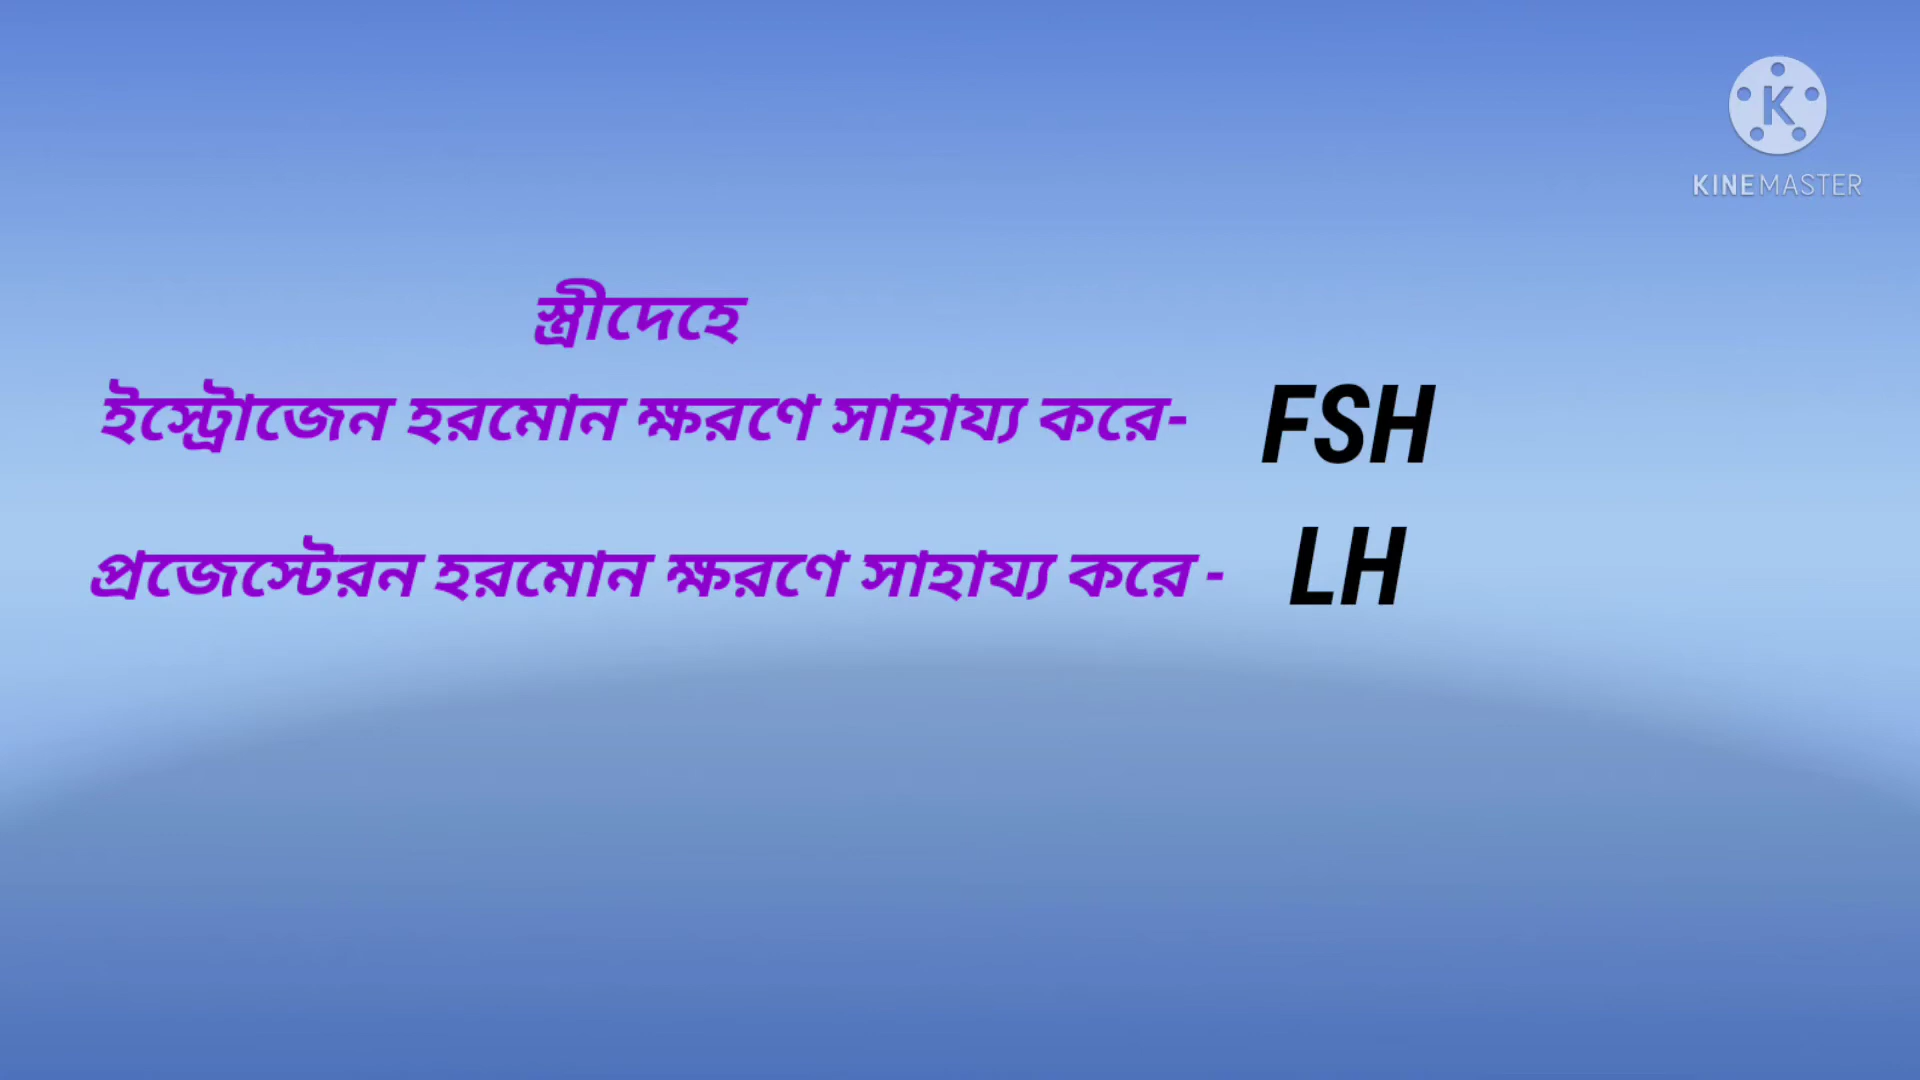 KINEMASTER
স্ত্রীদেহে
ইস্ট্রোজেন হরমোন ক্ষরণে সাহায্য করে- FSH
প্রজেস্টেরন হরমোন ক্ষরণে সাহায্য করে - LH